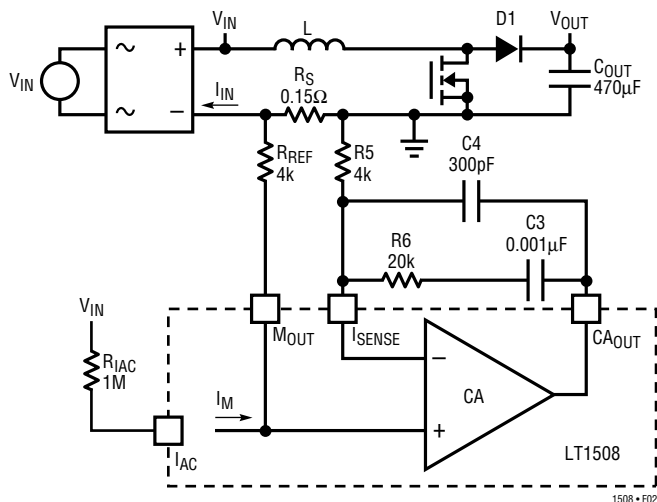 V_IN
L
D1
V_OUT
V_IN
~
+
~
−
I_IN
R_S
0.15Ω
C_OUT
470µF
R_REF
4k
R5
4k
C4
300pF
R6
20k
C3
0.001µF
V_IN
R_IAC
1M
M_OUT
I_SENSE
CA_OUT
I_M
I_AC
−
CA
+
LT1508
1508 • F02